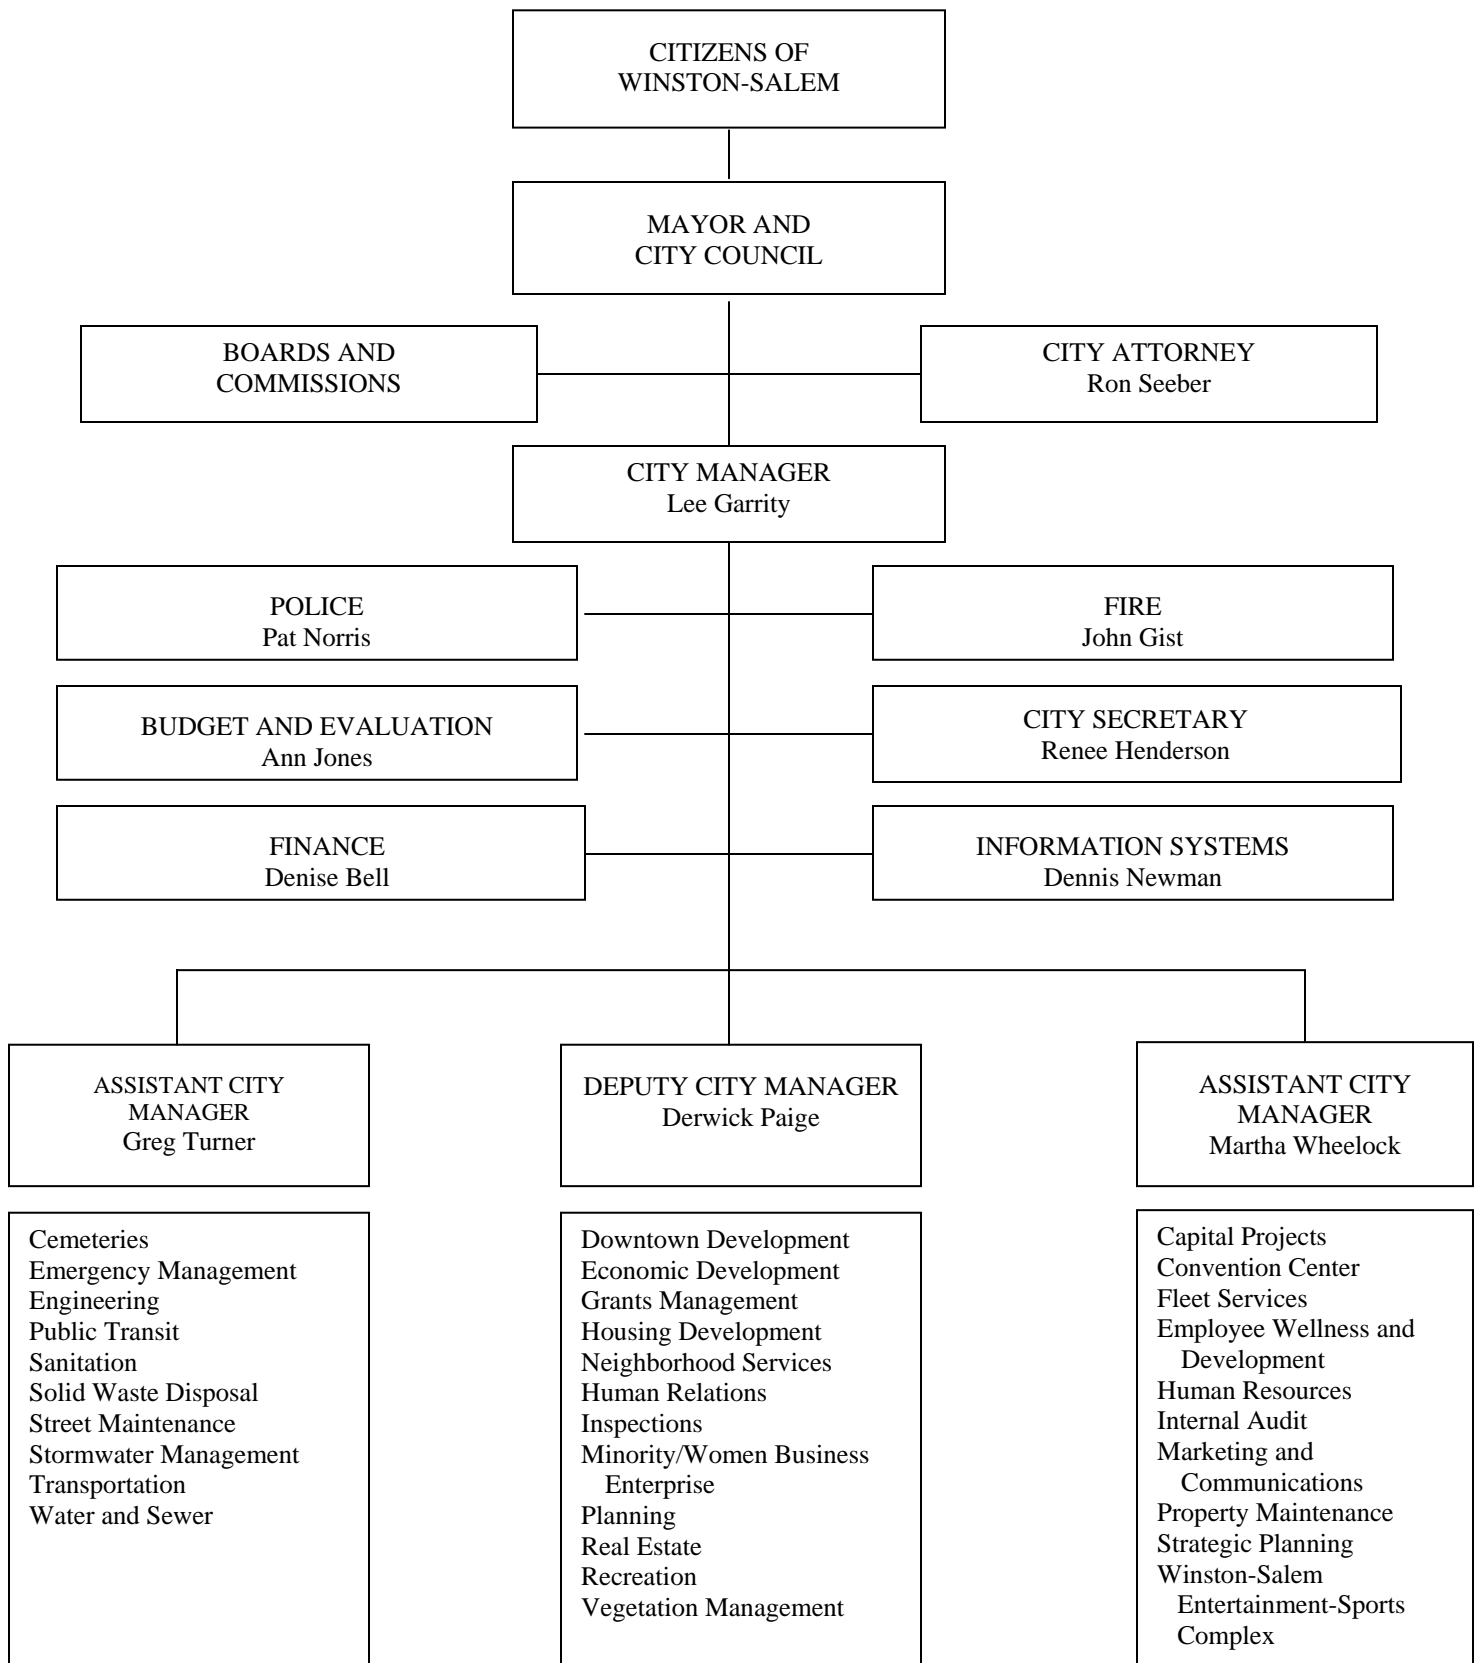 CITIZENS OF
WINSTON-SALEM
MAYOR AND
CITY COUNCIL
BOARDS AND
COMMISSIONS
CITY ATTORNEY
Ron Seeber
CITY MANAGER
Lee Garrity
POLICE
Pat Norris
FIRE
John Gist
BUDGET AND EVALUATION
Ann Jones
CITY SECRETARY
Renee Henderson
FINANCE
Denise Bell
INFORMATION SYSTEMS
Dennis Newman
ASSISTANT CITY
MANAGER
Greg Turner
DEPUTY CITY MANAGER
Derwick Paige
ASSISTANT CITY
MANAGER
Martha Wheelock
Cemeteries
Emergency Management
Engineering
Public Transit
Sanitation
Solid Waste Disposal
Street Maintenance
Stormwater Management
Transportation
Water and Sewer
Downtown Development
Economic Development
Grants Management
Housing Development
Neighborhood Services
Human Relations
Inspections
Minority/Women Business
Enterprise
Planning
Real Estate
Recreation
Vegetation Management
Capital Projects
Convention Center
Fleet Services
Employee Wellness and
Development
Human Resources
Internal Audit
Marketing and
Communications
Property Maintenance
Strategic Planning
Winston-Salem
Entertainment-Sports
Complex